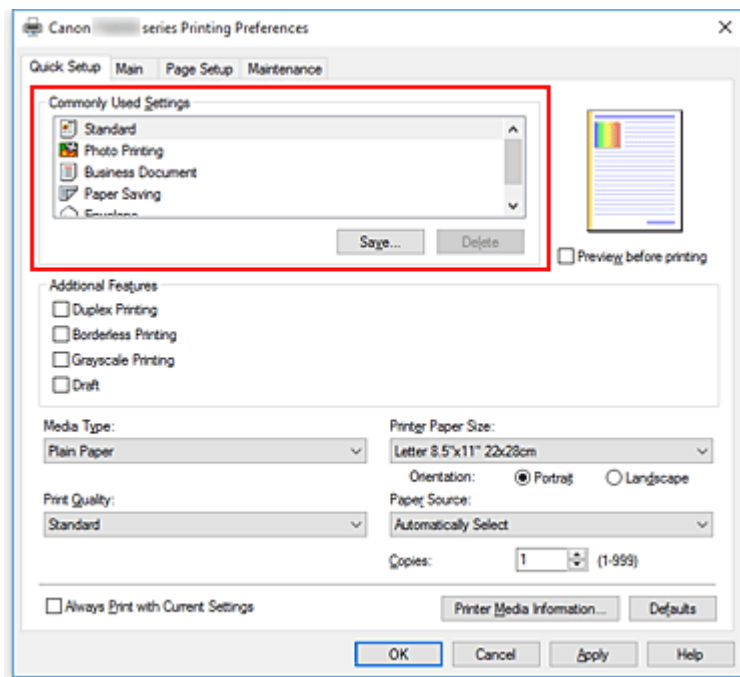 Canon series Printing Preferences
Quick Setup Main Page Setup Maintenance
Commonly Used Settings
Standard
Photo Printing
Business Document
Paper Saving
Envelope
Save... Delete
Preview before printing
Additional Features
Duplex Printing
Borderless Printing
Grayscale Printing
Draft
Media Type: Printer Paper Size:
Plain Paper Letter 8.5"x11" 22x28cm
Orientation: Portrait Landscape
Print Quality: Paper Source:
Standard Automatically Select
Copies: 1 (1-999)
Always Print with Current Settings Printer Media Information... Defaults
OK Cancel Apply Help